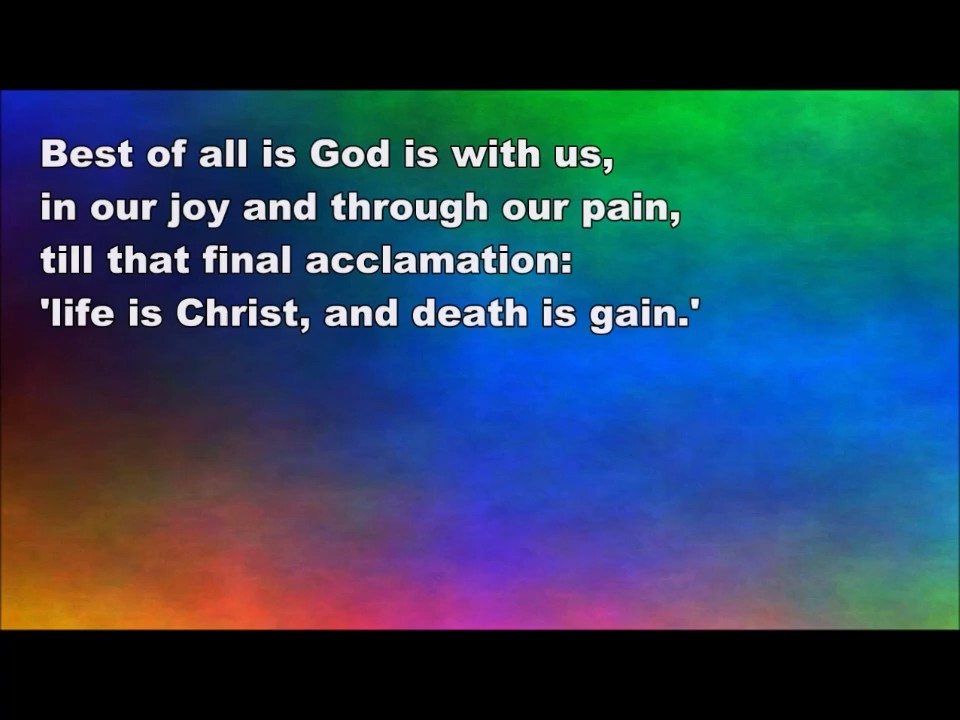 Best of all is God is with us,
in our joy and through our pain,
till that final acclamation:
'life is Christ, and death is gain.'